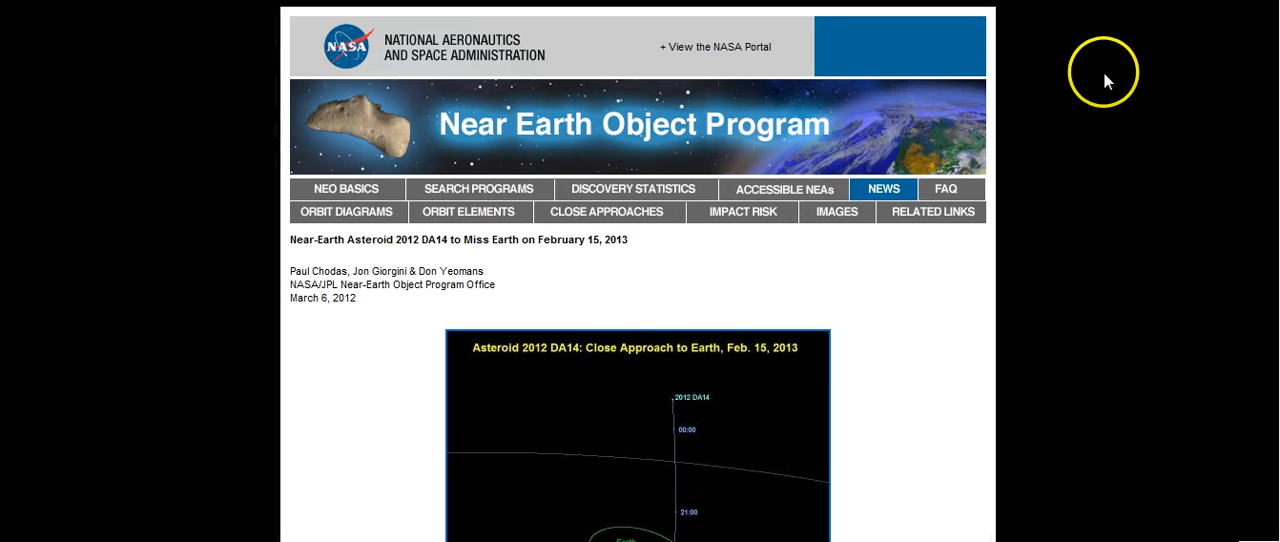 NASA
NATIONAL AERONAUTICS
AND SPACE ADMINISTRATION
+ View the NASA Portal
Near Earth Object Program
NEO BASICS
SEARCH PROGRAMS
DISCOVERY STATISTICS
ACCESSIBLE NEAs
NEWS
FAQ
ORBIT DIAGRAMS
ORBIT ELEMENTS
CLOSE APPROACHES
IMPACT RISK
IMAGES
RELATED LINKS
Near-Earth Asteroid 2012 DA14 to Miss Earth on February 15, 2013
Paul Chodas, Jon Giorgini & Don Yeomans
NASA/JPL Near-Earth Object Program Office
March 6, 2012
Asteroid 2012 DA14: Close Approach to Earth, Feb. 15, 2013
2012 DA14
00:00
21:00
Earth